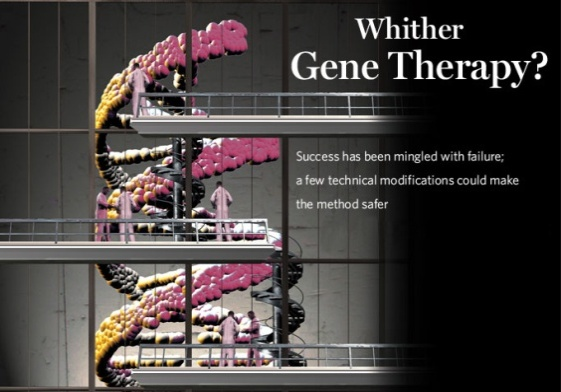 Whither
Gene Therapy?
Success has been mingled with failure;
a few technical modifications could make
the method safer